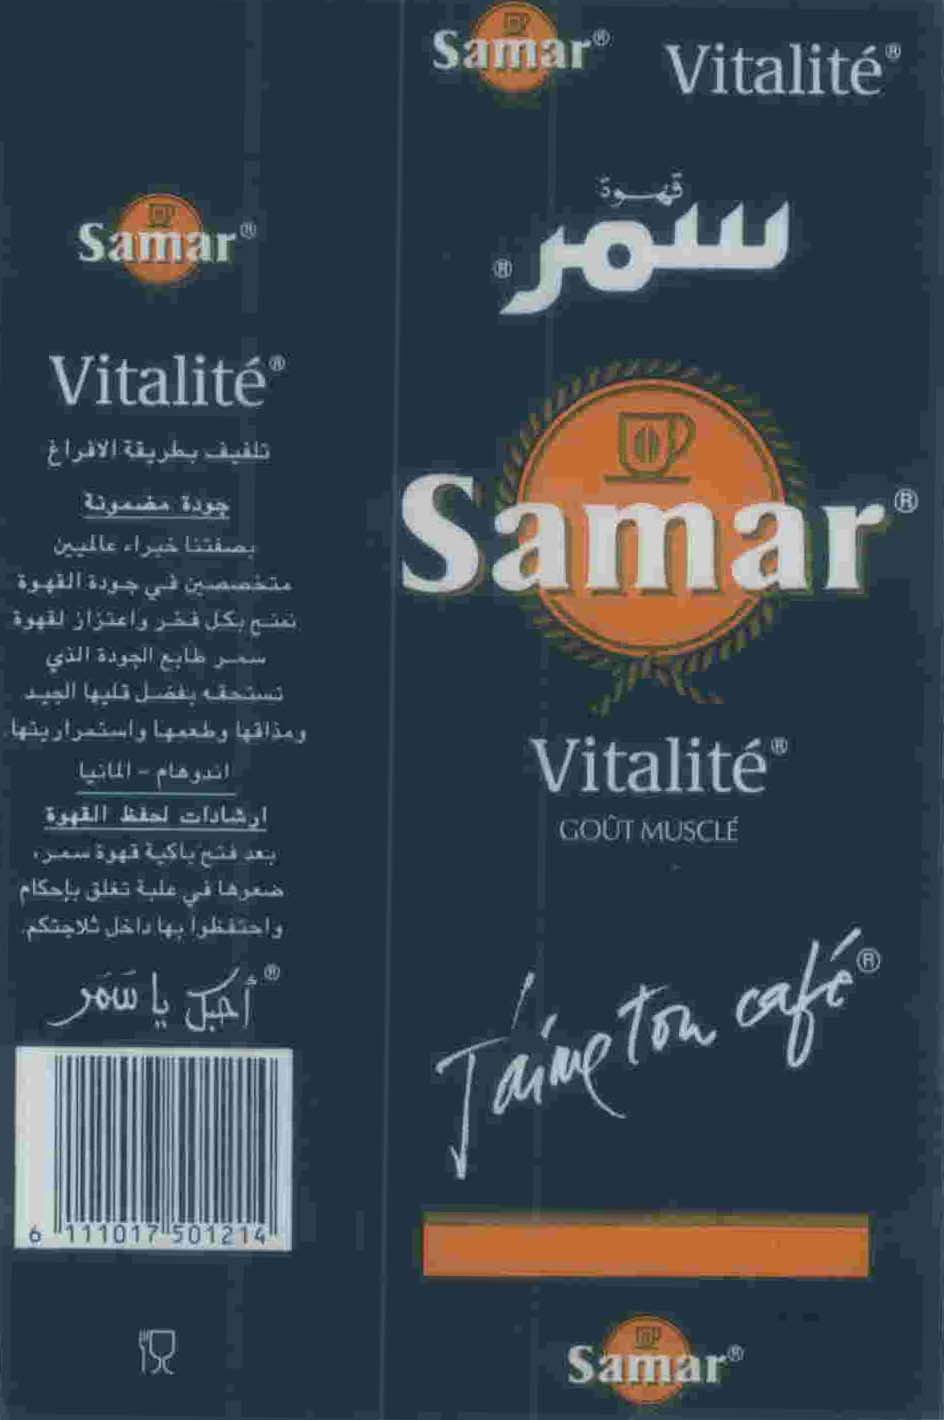 Samar®
Vitalité®
تلفيف بطريقة الافراغ
جودة مضمونة
بصفتنا خبراء عالميين
متخصصين في جودة القهوة
نمنح بكل فخر واعتزاز لقهوة
سمر طابع الجودة الذي
تستحقه بفضل قليها الجيد
ومذاقها وطعمها واستمراريتها.
اندوهام - المانيا
ارشادات لحفظ القهوة
بعد فتح باكية قهوة سمر،
ضعوها في علبة تغلق بإحكام
واحتفظوا بها داخل ثلاجتكم.
أحبك يا سمر®
6 111017 501214
Samar®
Vitalité®
قهوة
سمر®
Samar®
Vitalité®
GOÛT MUSCLÉ
J'aime ton café®
Samar®